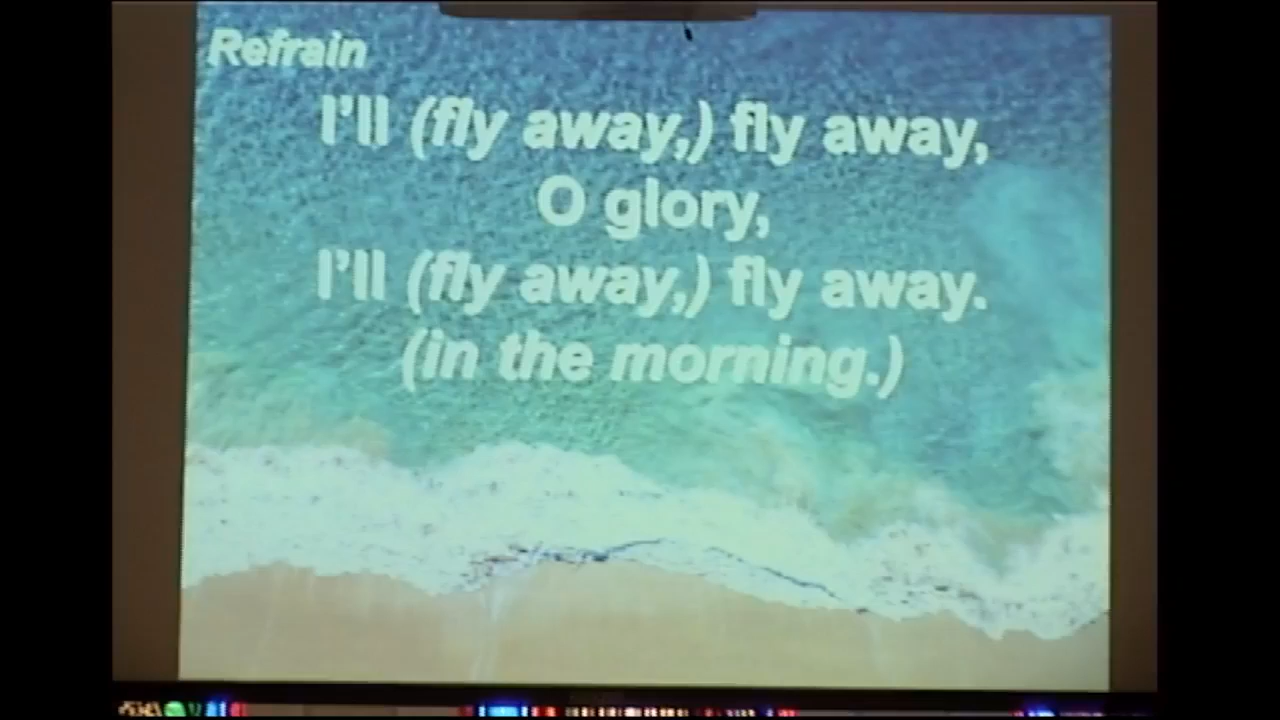 Refrain
I'll (fly away,) fly away,
O glory,
I'll (fly away,) fly away.
(in the morning.)